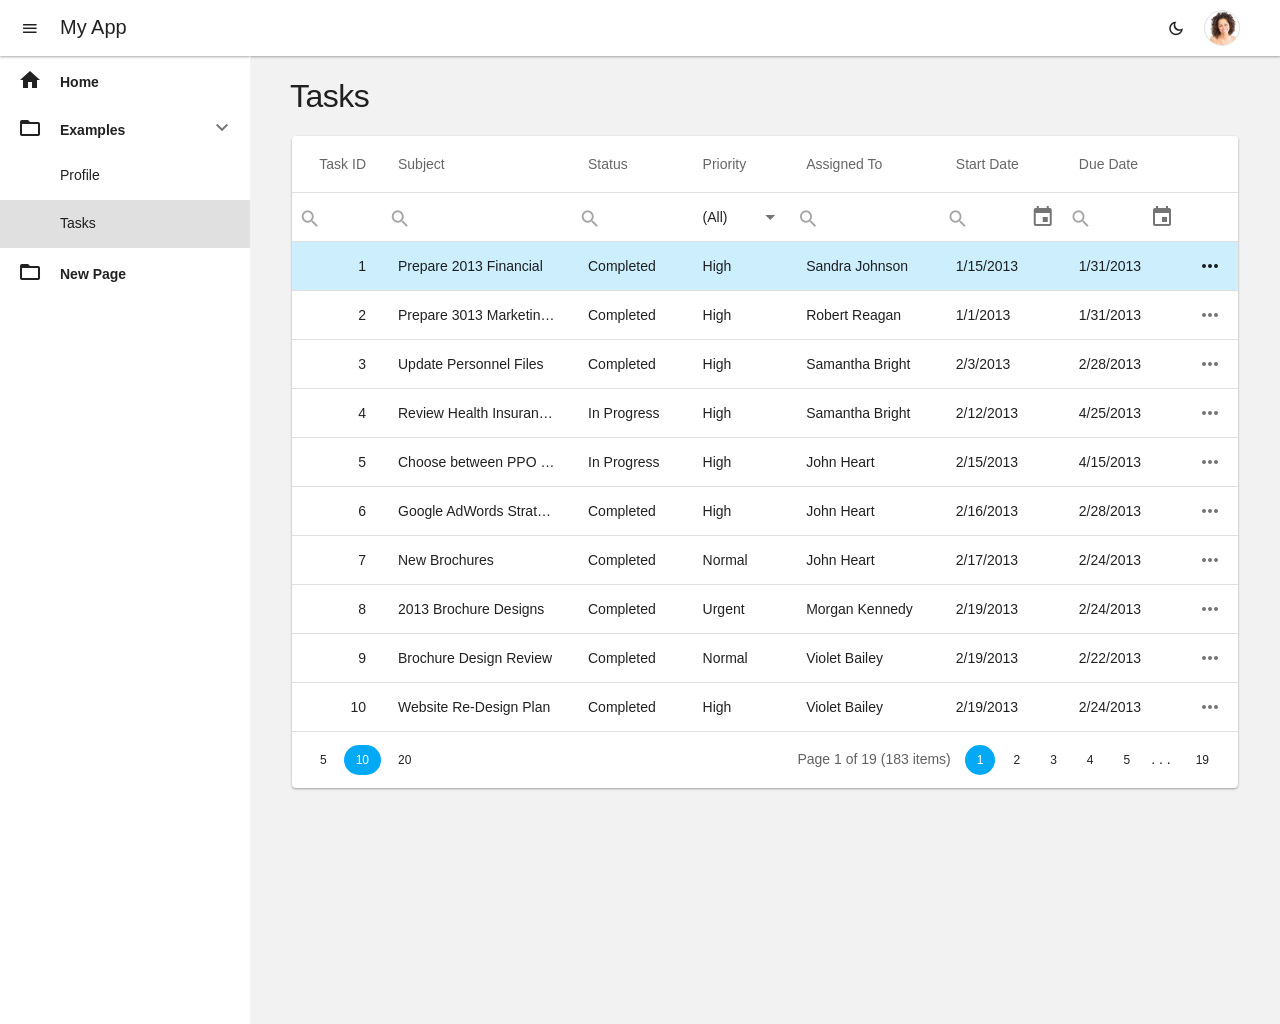 My App
Home
Examples
Profile
Tasks
New Page
Tasks
Task ID Subject Status Priority Assigned To Start Date Due Date
(All)
1 Prepare 2013 Financial Completed High Sandra Johnson 1/15/2013 1/31/2013
2 Prepare 3013 Marketin… Completed High Robert Reagan 1/1/2013 1/31/2013
3 Update Personnel Files Completed High Samantha Bright 2/3/2013 2/28/2013
4 Review Health Insuran… In Progress High Samantha Bright 2/12/2013 4/25/2013
5 Choose between PPO … In Progress High John Heart 2/15/2013 4/15/2013
6 Google AdWords Strat… Completed High John Heart 2/16/2013 2/28/2013
7 New Brochures Completed Normal John Heart 2/17/2013 2/24/2013
8 2013 Brochure Designs Completed Urgent Morgan Kennedy 2/19/2013 2/24/2013
9 Brochure Design Review Completed Normal Violet Bailey 2/19/2013 2/22/2013
10 Website Re-Design Plan Completed High Violet Bailey 2/19/2013 2/24/2013
5 10 20 Page 1 of 19 (183 items) 1 2 3 4 5 . . . 19